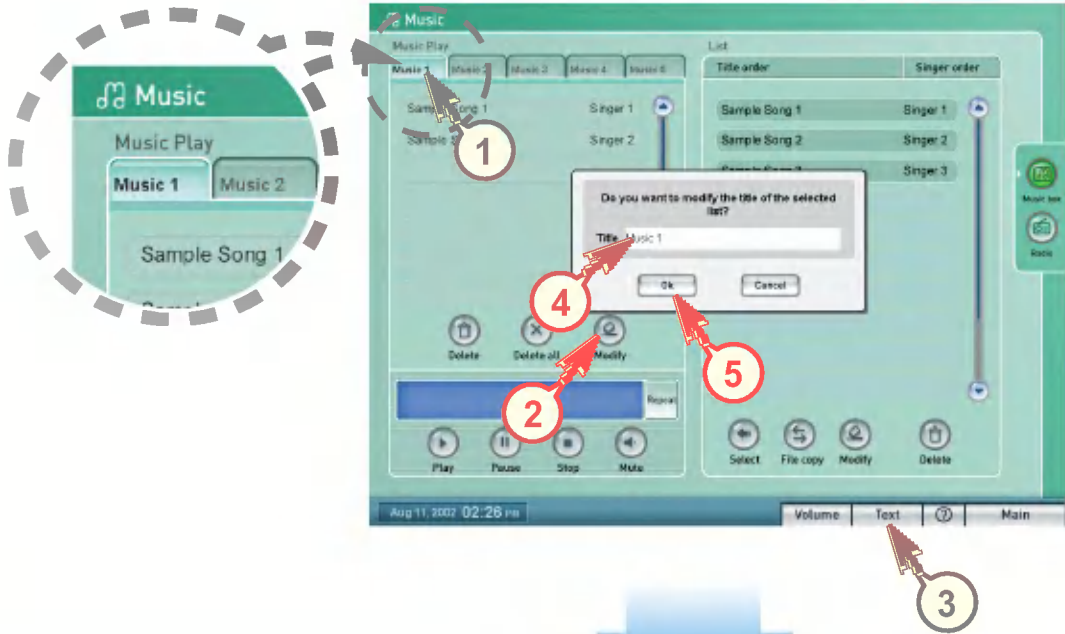 Music
Music Play
Music 1
Music 2
Sample Song 1
Music
Music Play
Music 1
Music 3
Music 4
Song 1
Singer 1
Sample
Singer 2
1
Delete
Delete all
Modify
2
Repeat
Play
Pause
Stop
Mute
List
Title order
Singer order
Sample Song 1
Singer 1
Sample Song 2
Singer 2
Singer 3
Do you want to modify the title of the selected
list?
Title
Music 1
4
Ok
Cancel
5
Select
File copy
Modify
Delete
Music box
Radio
Aug 11, 2002 02:26 PM
Volume
Text
?
Main
3